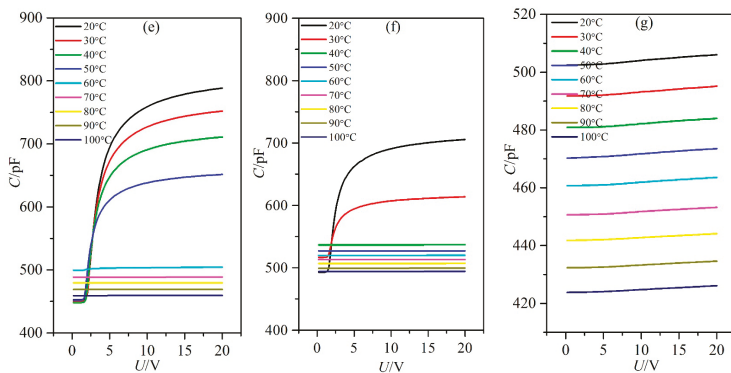 (e)
900
800
700
600
500
400
C/pF
20°C
30°C
40°C
50°C
60°C
70°C
80°C
90°C
100°C
0 5 10 15 20
U/V
(f)
900
800
700
600
500
400
C/pF
20°C
30°C
40°C
50°C
60°C
70°C
80°C
90°C
100°C
0 5 10 15 20
U/V
(g)
520
500
480
460
440
420
C/pF
20°C
30°C
40°C
50°C
60°C
70°C
80°C
90°C
100°C
0 5 10 15 20
U/V